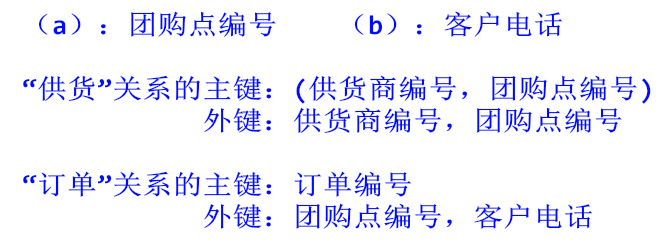 （a）：团购点编号　　（b）：客户电话
“供货”关系的主键：(供货商编号，团购点编号)
外键：供货商编号，团购点编号
“订单”关系的主键：订单编号
外键：团购点编号，客户电话